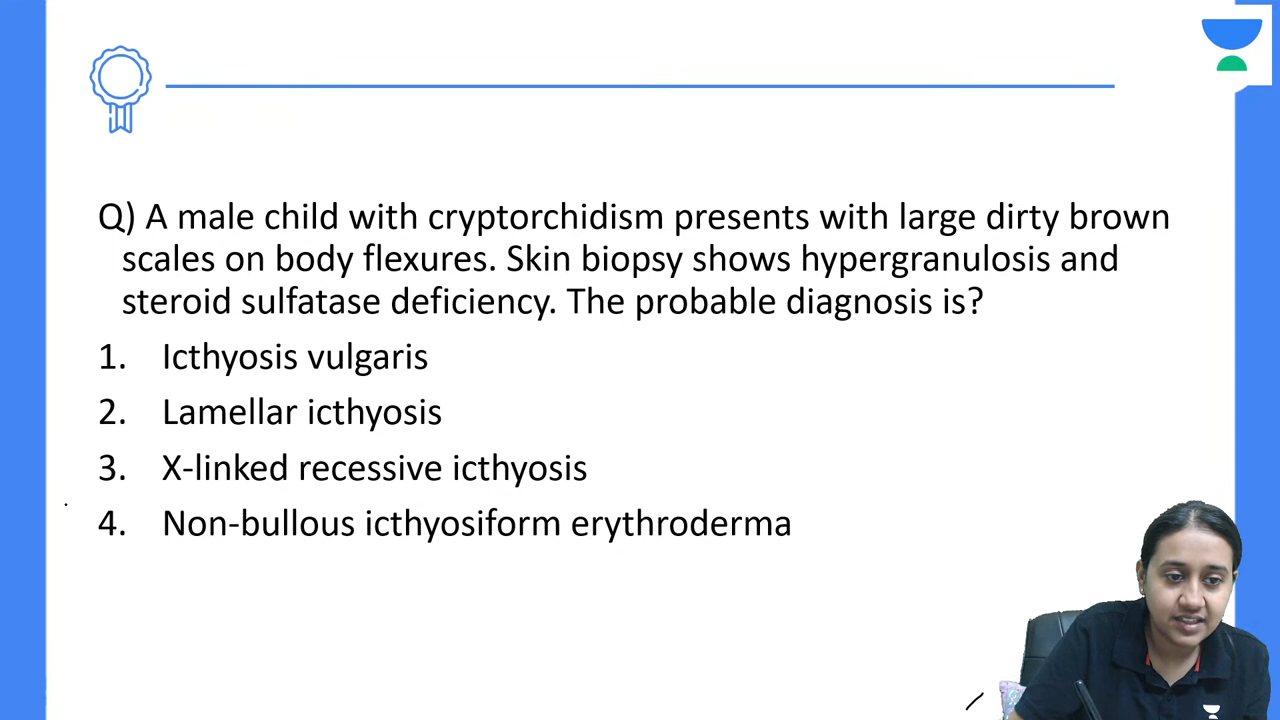 Q) A male child with cryptorchidism presents with large dirty brown
scales on body flexures. Skin biopsy shows hypergranulosis and
steroid sulfatase deficiency. The probable diagnosis is?
1. Icthyosis vulgaris
2. Lamellar icthyosis
3. X-linked recessive icthyosis
4. Non-bullous icthyosiform erythroderma